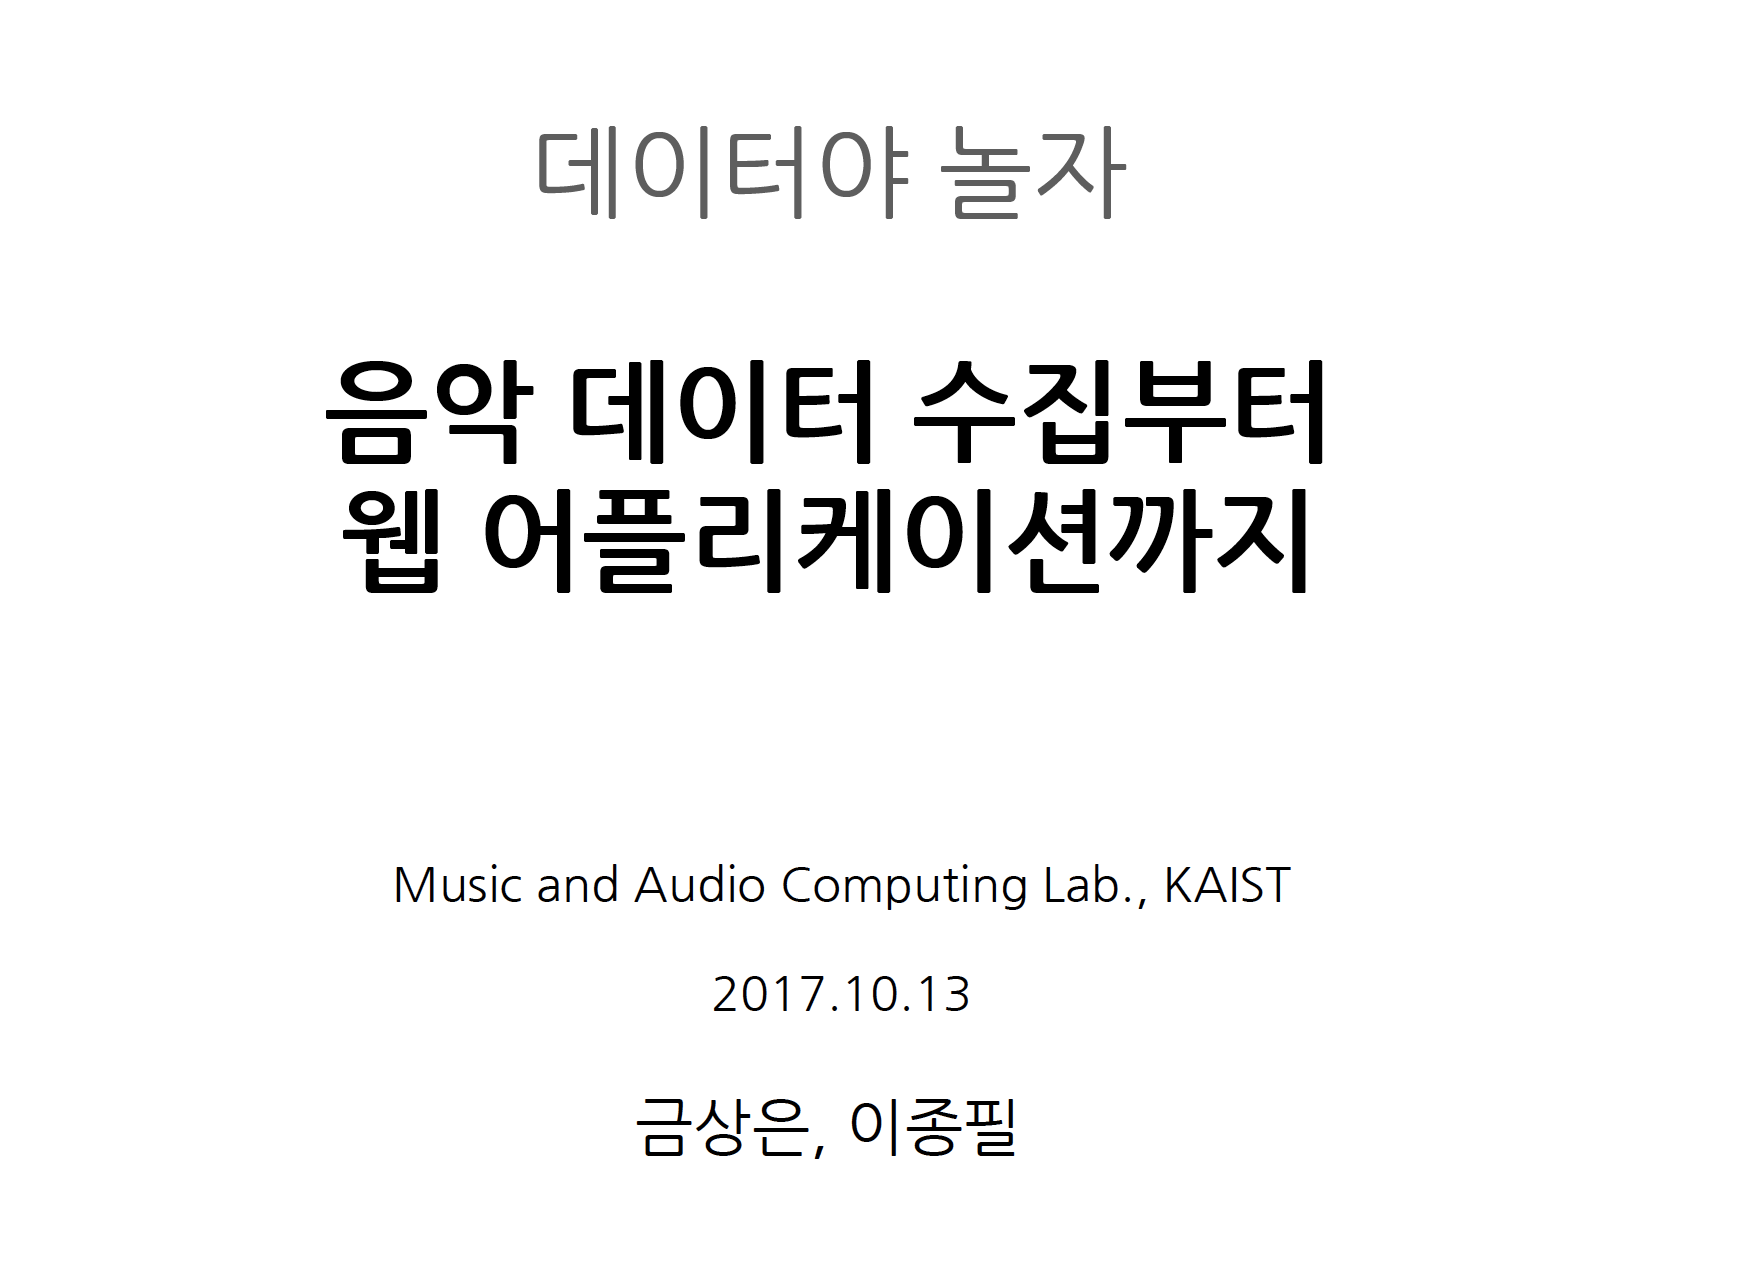 데이터야 놀자
음악 데이터 수집부터
웹 어플리케이션까지
Music and Audio Computing Lab., KAIST
2017.10.13
금상은, 이종필